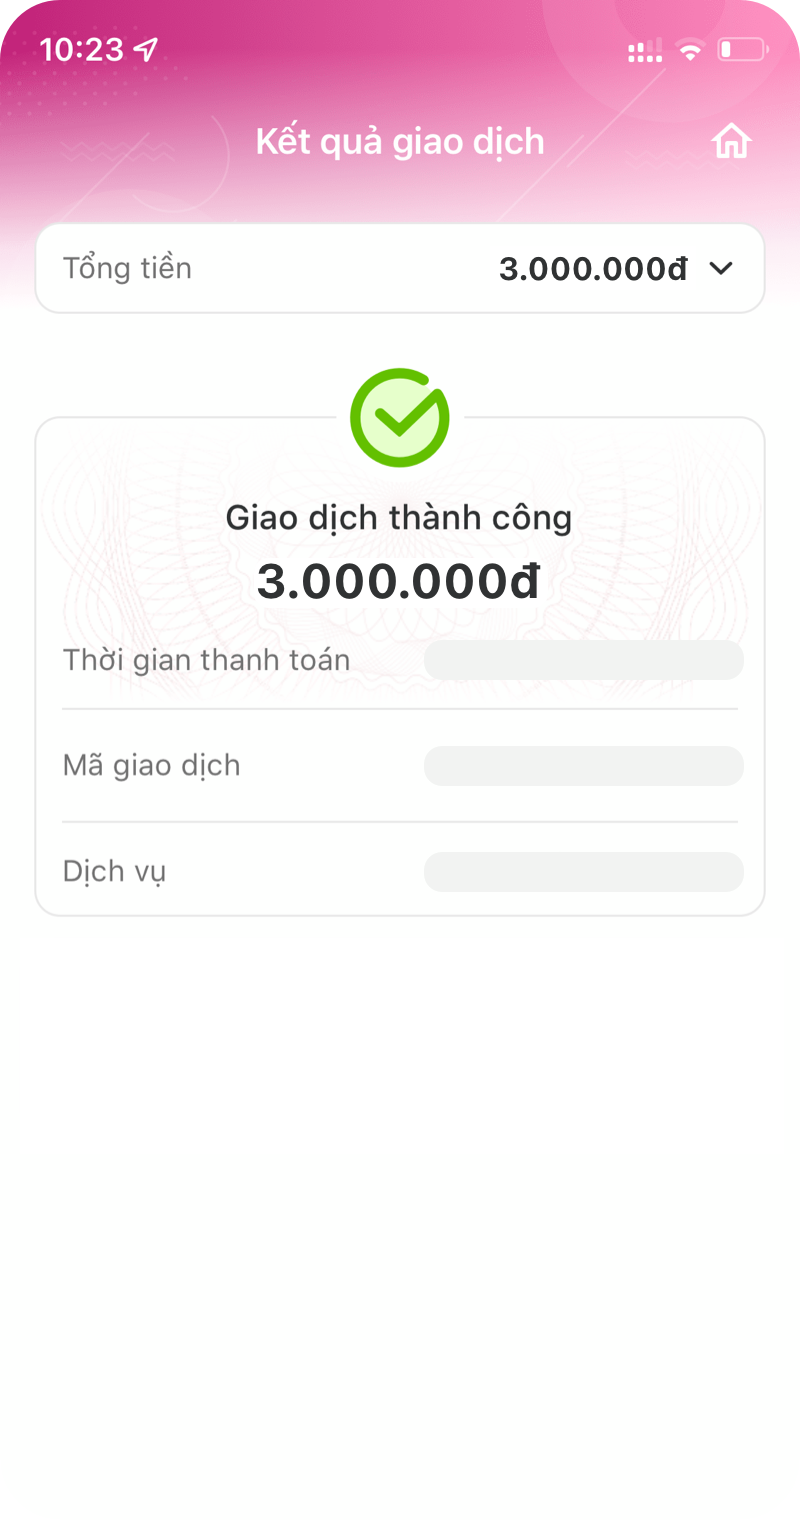 10:23
Kết quả giao dịch
Tổng tiền 3.000.000đ
Giao dịch thành công
3.000.000đ
Thời gian thanh toán
Mã giao dịch
Dịch vụ